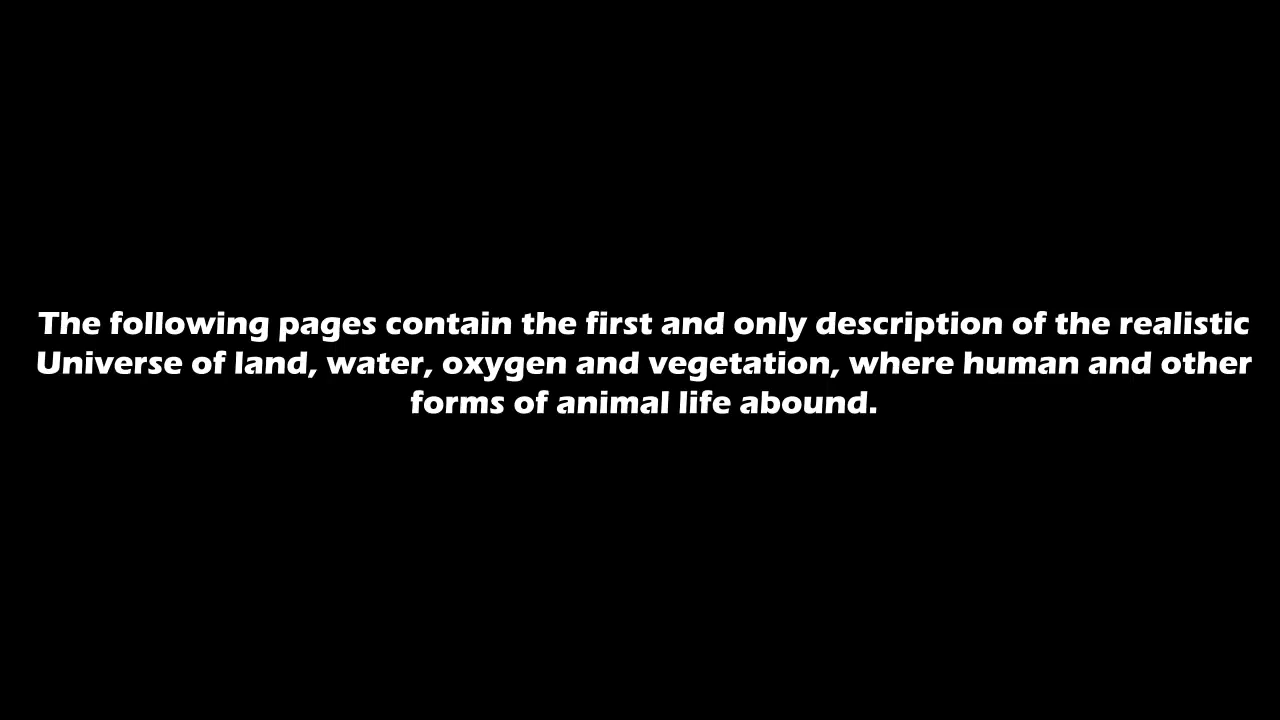 The following pages contain the first and only description of the realistic
Universe of land, water, oxygen and vegetation, where human and other
forms of animal life abound.